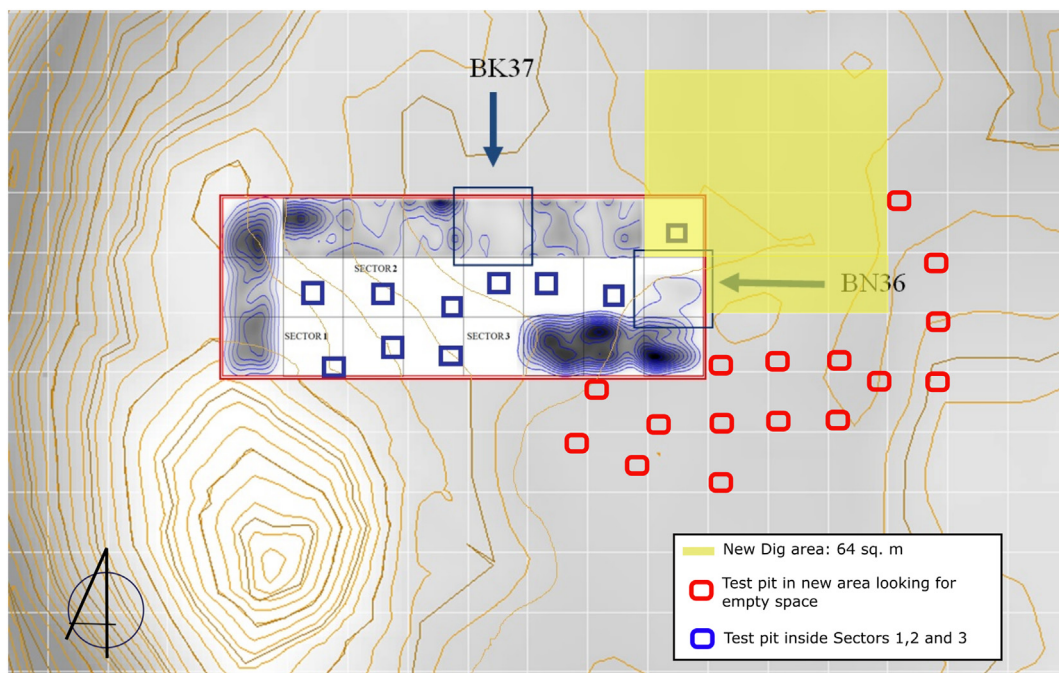 BK37
SECTOR 2
BN36
SECTOR 1
SECTOR 3
New Dig area: 64 sq. m
Test pit in new area looking for
empty space
Test pit inside Sectors 1,2 and 3